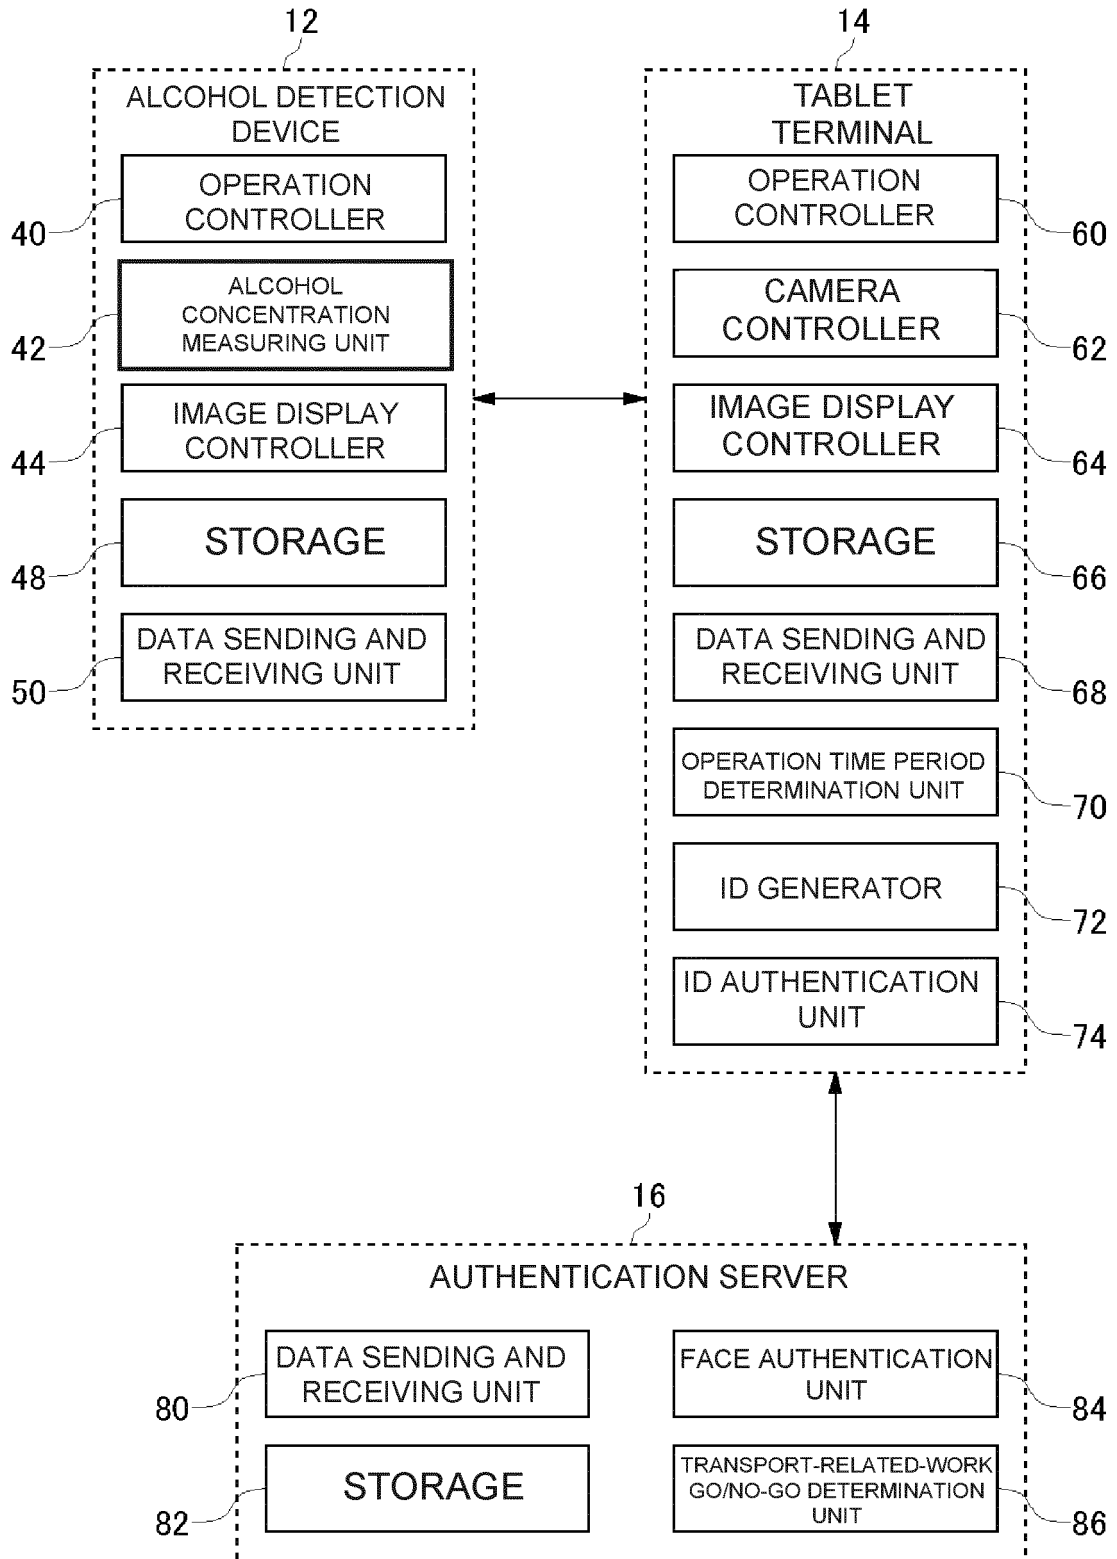 12
ALCOHOL DETECTION
DEVICE
OPERATION
CONTROLLER
40
ALCOHOL
CONCENTRATION
MEASURING UNIT
42
IMAGE DISPLAY
CONTROLLER
44
STORAGE
48
DATA SENDING AND
RECEIVING UNIT
50
14
TABLET
TERMINAL
OPERATION
CONTROLLER
60
CAMERA
CONTROLLER
62
IMAGE DISPLAY
CONTROLLER
64
STORAGE
66
DATA SENDING AND
RECEIVING UNIT
68
OPERATION TIME PERIOD
DETERMINATION UNIT
70
ID GENERATOR
72
ID AUTHENTICATION
UNIT
74
16
AUTHENTICATION SERVER
DATA SENDING AND
RECEIVING UNIT
80
STORAGE
82
FACE AUTHENTICATION
UNIT
84
TRANSPORT-RELATED-WORK
GO/NO-GO DETERMINATION
UNIT
86